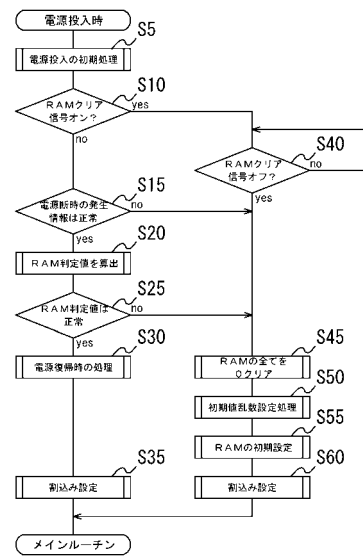 電源投入時
S5
電源投入の初期処理
S10
RAMクリア
信号オン？
yes
no
S40
RAMクリア
信号オフ？
no
yes
S15
電源断時の発生
情報は正常
no
yes
S20
RAM判定値を算出
S25
RAM判定値は
正常
no
yes
S30
電源復帰時の処理
S45
RAMの全てを
0クリア
S50
初期値乱数設定処理
S55
RAMの初期設定
S35
割込み設定
S60
割込み設定
メインルーチン